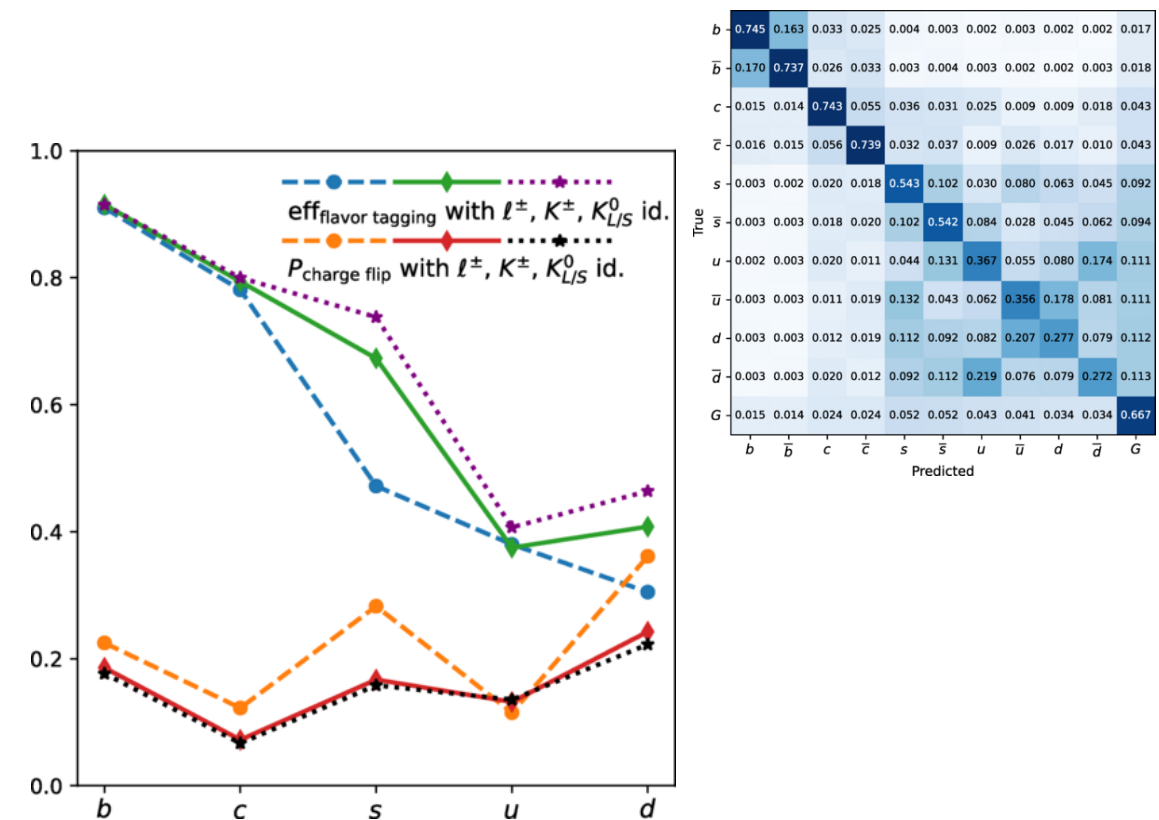 1.0
0.8
0.6
0.4
0.2
0.0
eff_flavor tagging with ℓ±, K±, K⁰_L/S id.
P_charge flip with ℓ±, K±, K⁰_L/S id.
b c s u d
b 0.745 0.163 0.033 0.025 0.004 0.003 0.002 0.003 0.002 0.002 0.017
b̅ 0.170 0.737 0.026 0.033 0.003 0.004 0.003 0.002 0.002 0.003 0.018
c 0.015 0.014 0.743 0.055 0.036 0.031 0.025 0.009 0.009 0.018 0.043
c̅ 0.016 0.015 0.056 0.739 0.032 0.037 0.009 0.026 0.017 0.010 0.043
s 0.003 0.002 0.020 0.018 0.543 0.102 0.030 0.080 0.063 0.045 0.092
s̅ 0.003 0.003 0.018 0.020 0.102 0.542 0.084 0.028 0.045 0.062 0.094
u 0.002 0.003 0.020 0.011 0.044 0.131 0.367 0.055 0.080 0.174 0.111
u̅ 0.003 0.003 0.011 0.019 0.132 0.043 0.062 0.356 0.178 0.081 0.111
d 0.003 0.003 0.012 0.019 0.112 0.092 0.082 0.207 0.277 0.079 0.112
d̅ 0.003 0.003 0.020 0.012 0.092 0.112 0.219 0.076 0.079 0.272 0.113
G 0.015 0.014 0.024 0.024 0.052 0.052 0.043 0.041 0.034 0.034 0.667
b b̅ c c̅ s s̅ u u̅ d d̅ G
True
Predicted